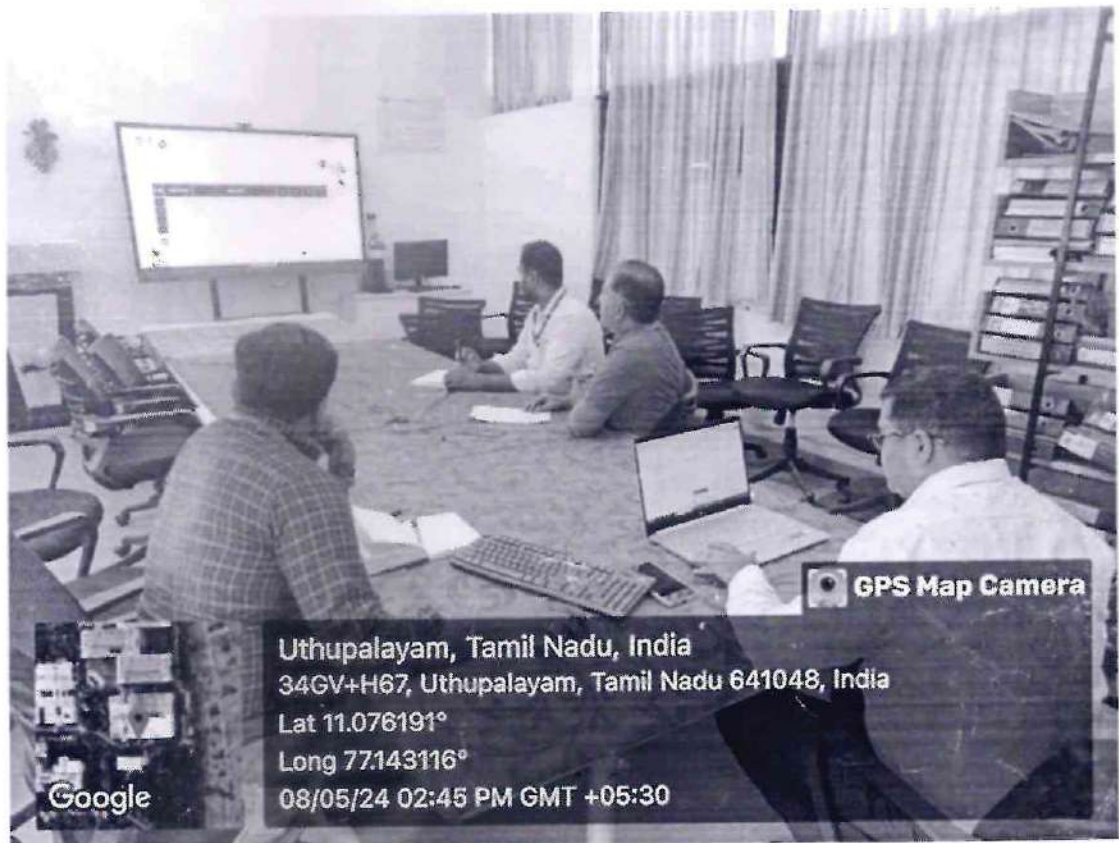 GPS Map Camera
Uthupalayam, Tamil Nadu, India
34GV+H67, Uthupalayam, Tamil Nadu 641048, India
Lat 11.076191°
Long 77.143116°
08/05/24 02:45 PM GMT +05:30
Google